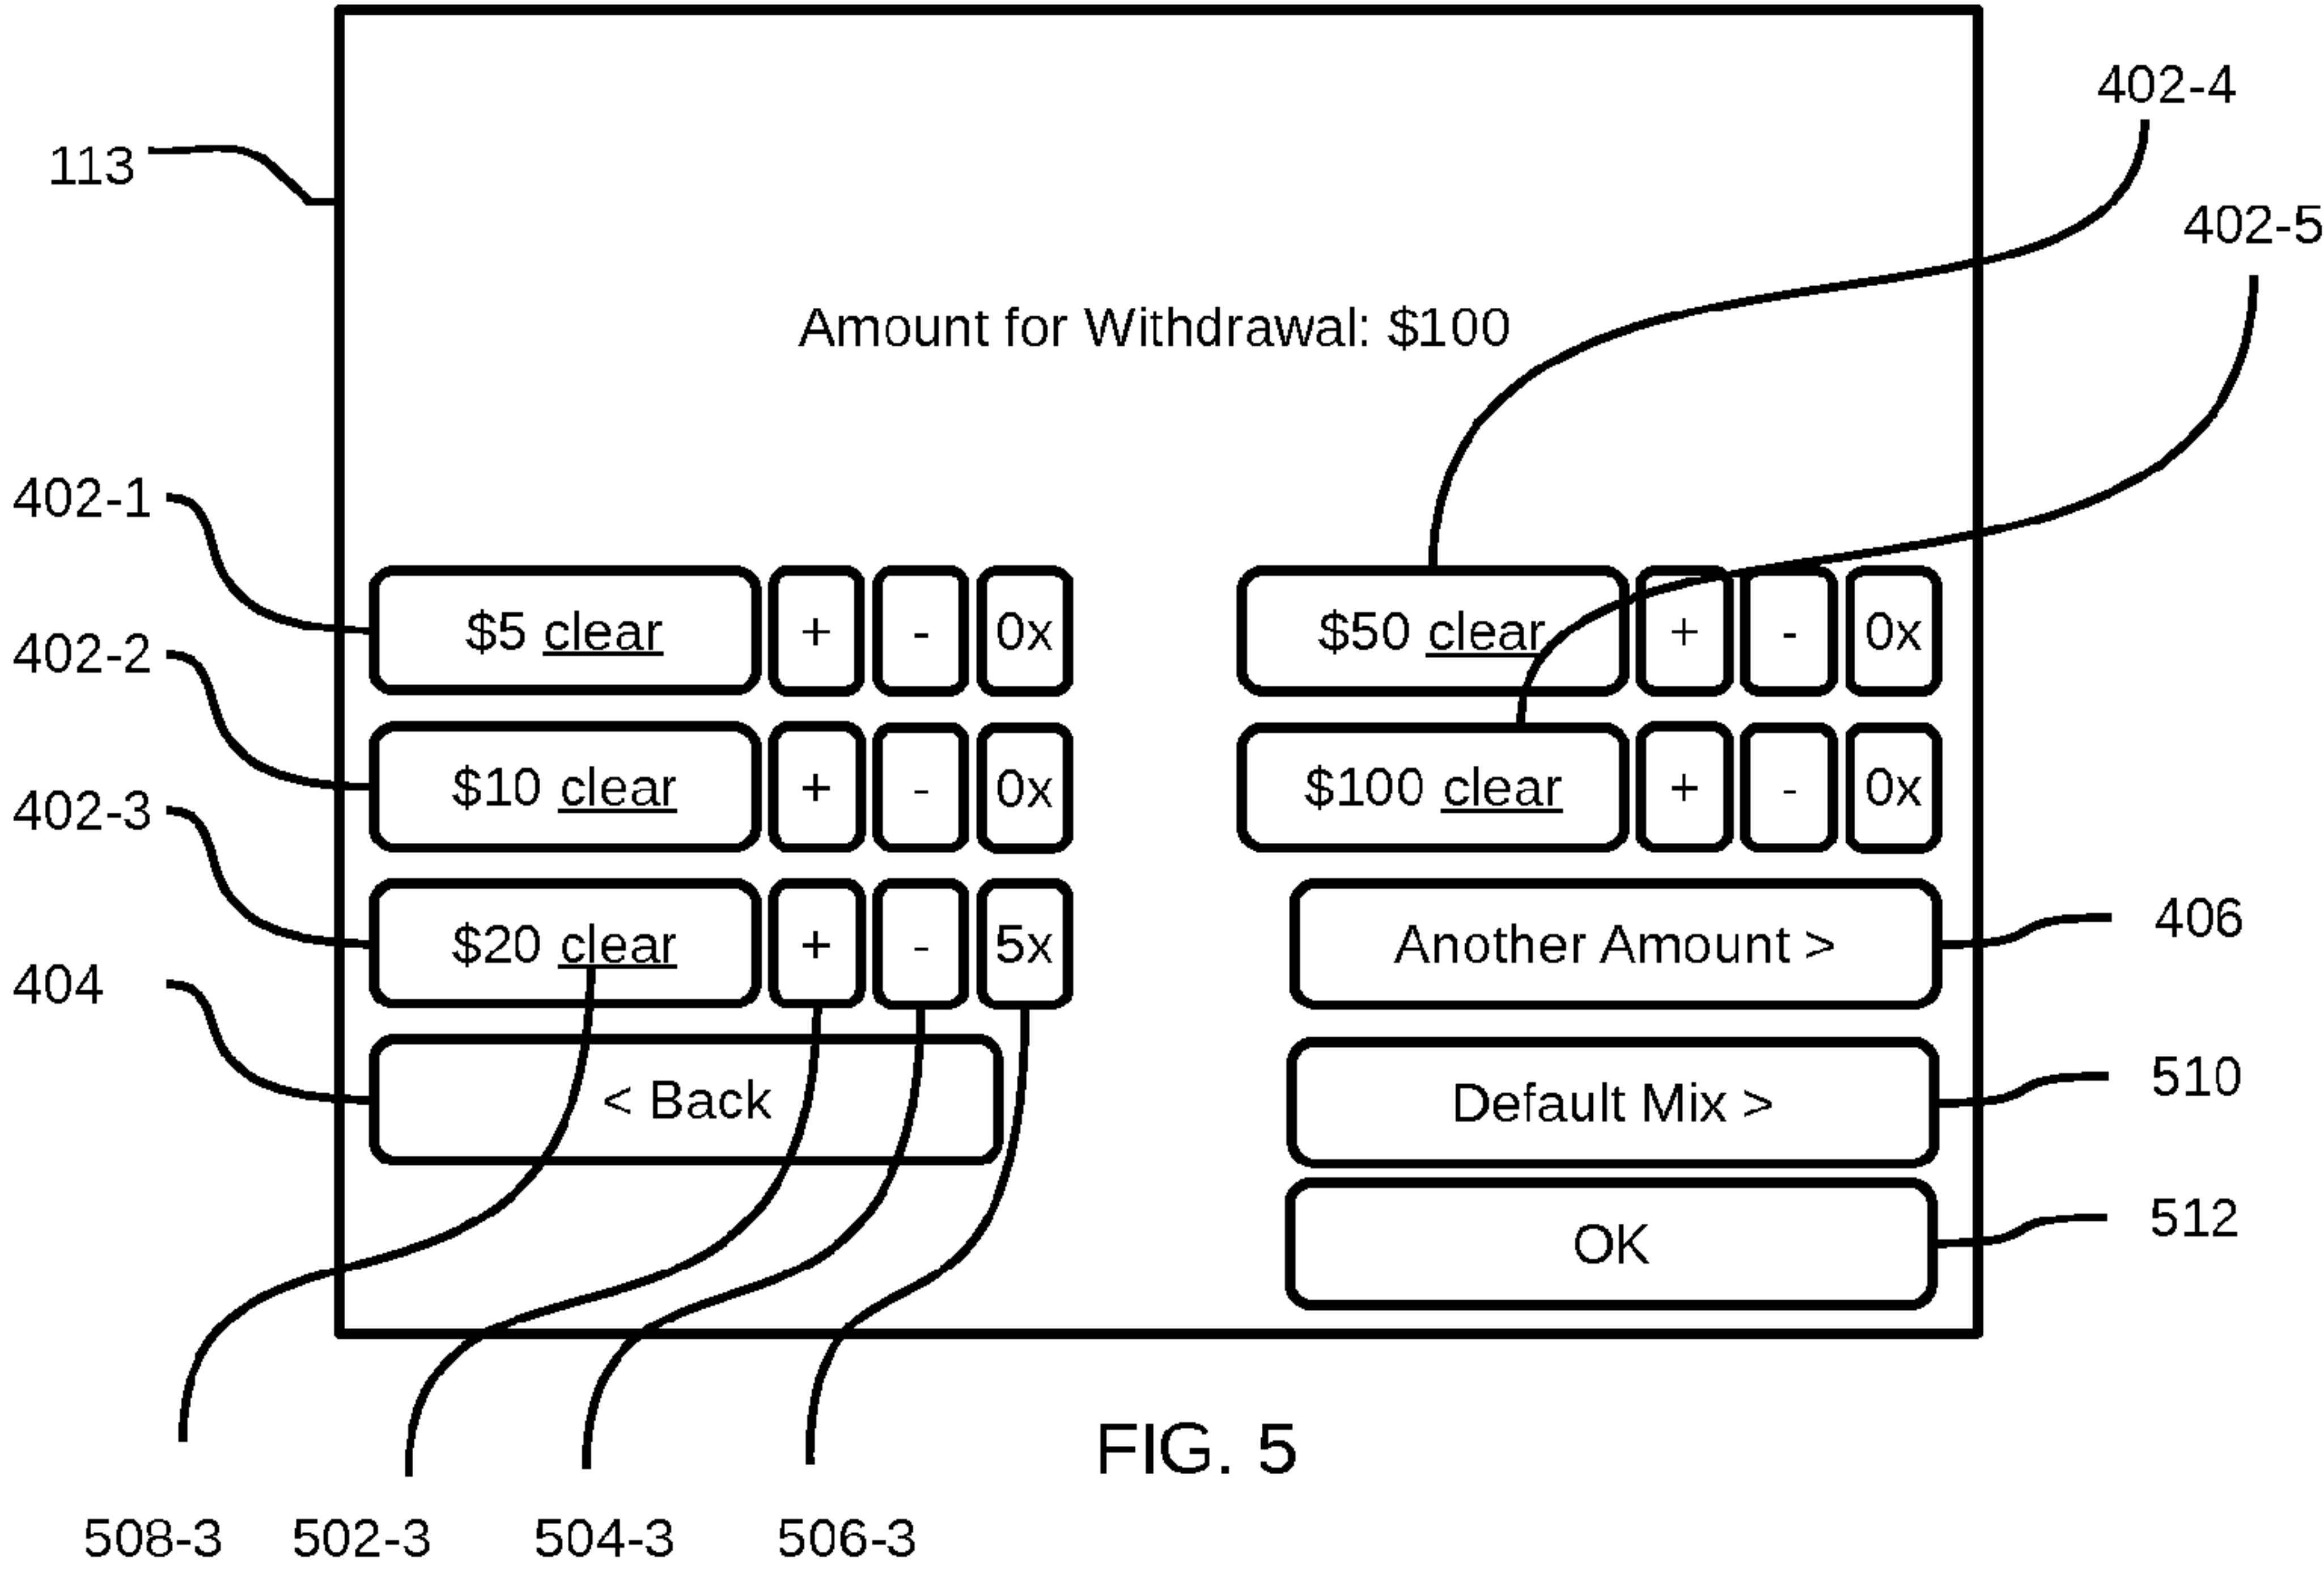 402-4
113
402-5
Amount for Withdrawal: $100
402-1
$5 clear + - 0x $50 clear + - 0x
402-2
$10 clear + - 0x $100 clear + - 0x
402-3
$20 clear + - 5x Another Amount > 406
404
< Back Default Mix > 510
OK 512
FIG. 5
508-3 502-3 504-3 506-3